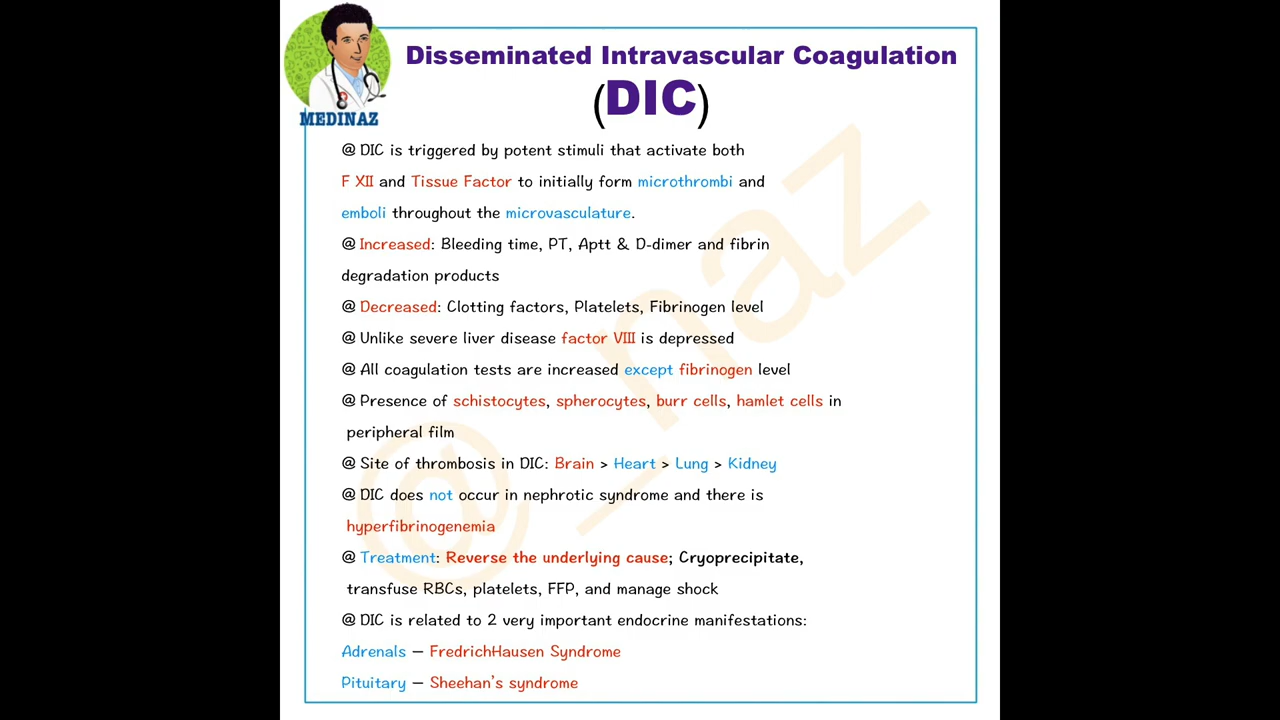 MEDINAZ
Disseminated Intravascular Coagulation
(DIC)
@ DIC is triggered by potent stimuli that activate both
F XII and Tissue Factor to initially form microthrombi and
emboli throughout the microvasculature.
@ Increased: Bleeding time, PT, Aptt & D-dimer and fibrin
degradation products
@ Decreased: Clotting factors, Platelets, Fibrinogen level
@ Unlike severe liver disease factor VIII is depressed
@ All coagulation tests are increased except fibrinogen level
@ Presence of schistocytes, spherocytes, burr cells, hamlet cells in
peripheral film
@ Site of thrombosis in DIC: Brain > Heart > Lung > Kidney
@ DIC does not occur in nephrotic syndrome and there is
hyperfibrinogenemia
@ Treatment: Reverse the underlying cause; Cryoprecipitate,
transfuse RBCs, platelets, FFP, and manage shock
@ DIC is related to 2 very important endocrine manifestations:
Adrenals – FredrichHausen Syndrome
Pituitary – Sheehan's syndrome
@_naz